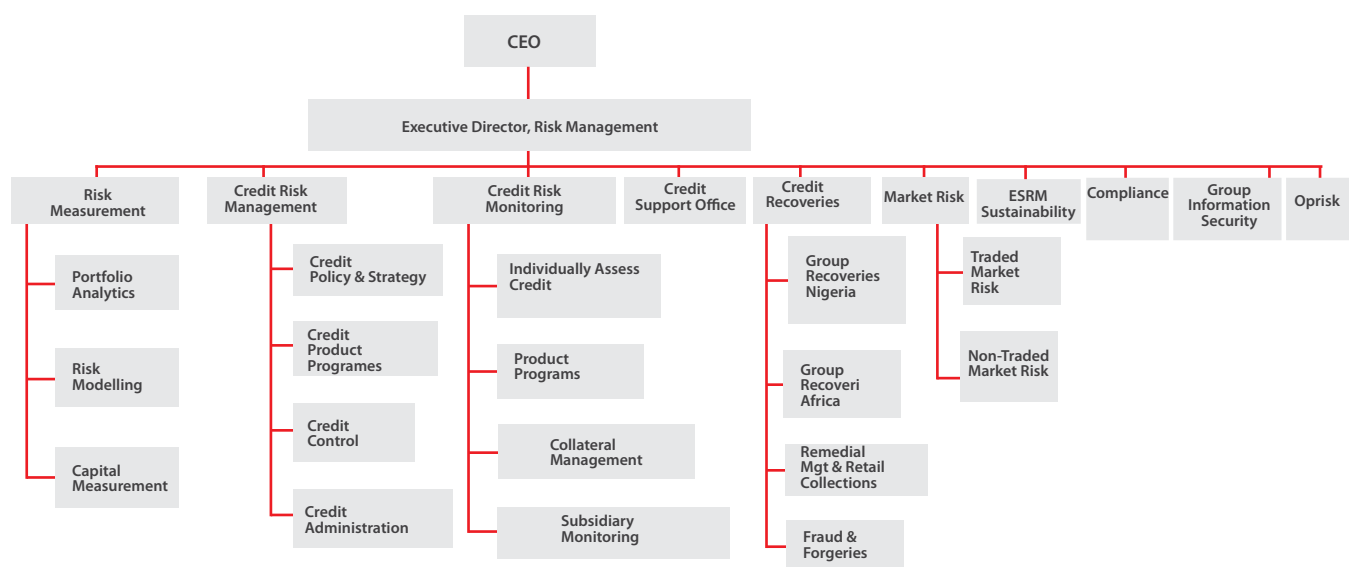 CEO
Executive Director, Risk Management
Risk
Measurement
Credit Risk
Management
Credit Risk
Monitoring
Credit
Support Office
Credit
Recoveries
Market Risk
ESRM
Sustainability
Compliance
Group
Information
Security
Oprisk
Portfolio
Analytics
Risk
Modelling
Capital
Measurement
Credit
Policy & Strategy
Credit
Product
Programes
Credit
Control
Credit
Administration
Individually Assess
Credit
Product
Programs
Collateral
Management
Subsidiary
Monitoring
Group
Recoveries
Nigeria
Group
Recoveri
Africa
Remedial
Mgt & Retail
Collections
Fraud &
Forgeries
Traded
Market
Risk
Non-Traded
Market Risk